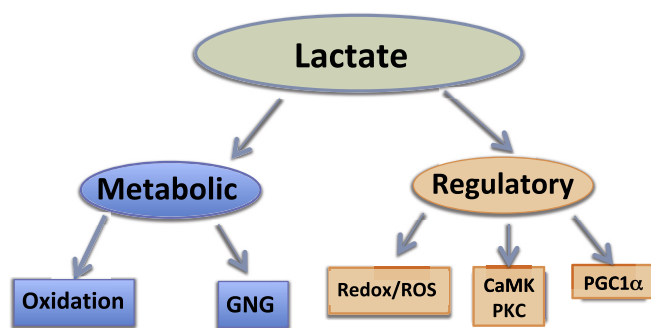 Lactate
Metabolic
Regulatory
Oxidation
GNG
Redox/ROS
CaMK
PKC
PGC1α